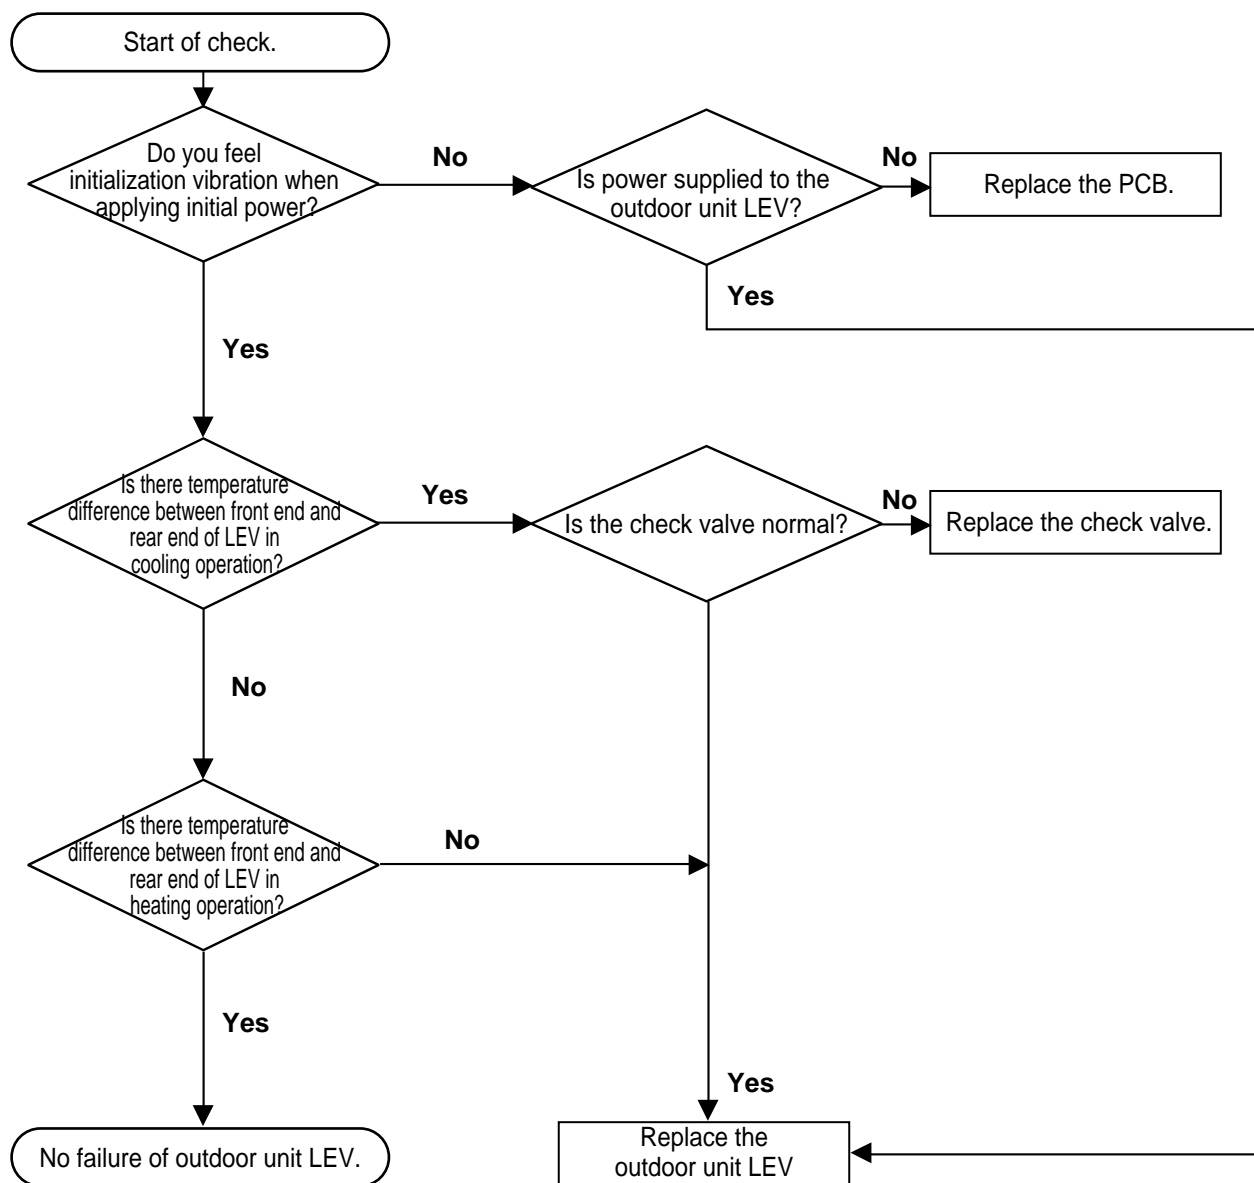 Start of check.
Do you feel
initialization vibration when
applying initial power?
No
Is power supplied to the
outdoor unit LEV?
No
Replace the PCB.
Yes
Yes
Is there temperature
difference between front end and
rear end of LEV in
cooling operation?
Yes
Is the check valve normal?
No
Replace the check valve.
No
Is there temperature
difference between front end and
rear end of LEV in
heating operation?
No
Yes
Yes
No failure of outdoor unit LEV.
Replace the
outdoor unit LEV